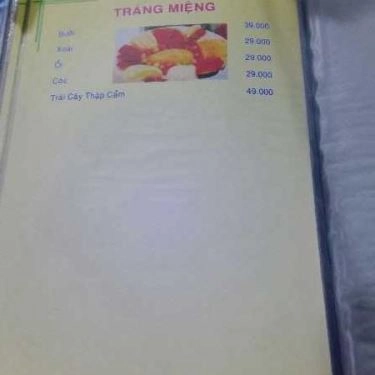 TRÁNG MIỆNG
Bưởi 39.000
Xoài 29.000
Ổi 29.000
Cóc 29.000
Trái Cây Thập Cẩm 49.000